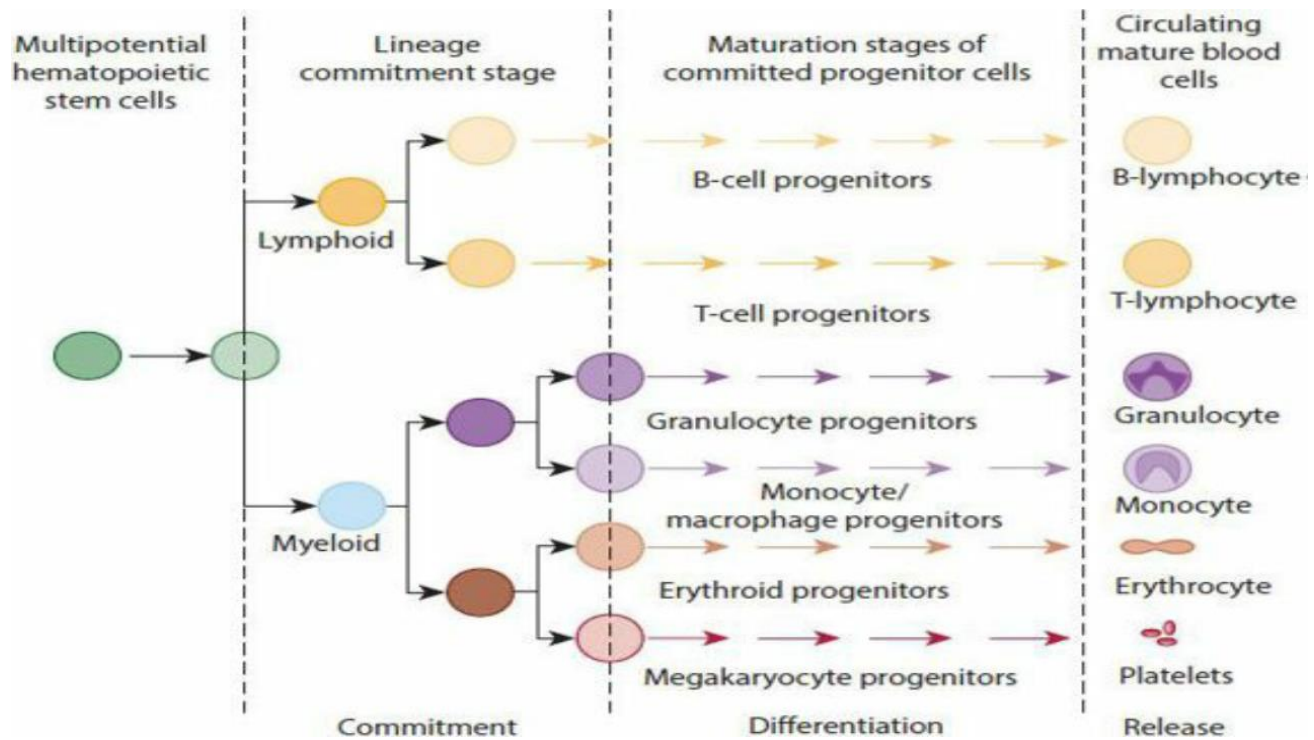 Multipotential
hematopoietic
stem cells
Lineage
commitment stage
Maturation stages of
committed progenitor cells
Circulating
mature blood
cells
B-cell progenitors
B-lymphocyte
Lymphoid
T-cell progenitors
T-lymphocyte
Granulocyte progenitors
Granulocyte
Monocyte/
macrophage progenitors
Monocyte
Myeloid
Erythroid progenitors
Erythrocyte
Megakaryocyte progenitors
Platelets
Commitment
Differentiation
Release